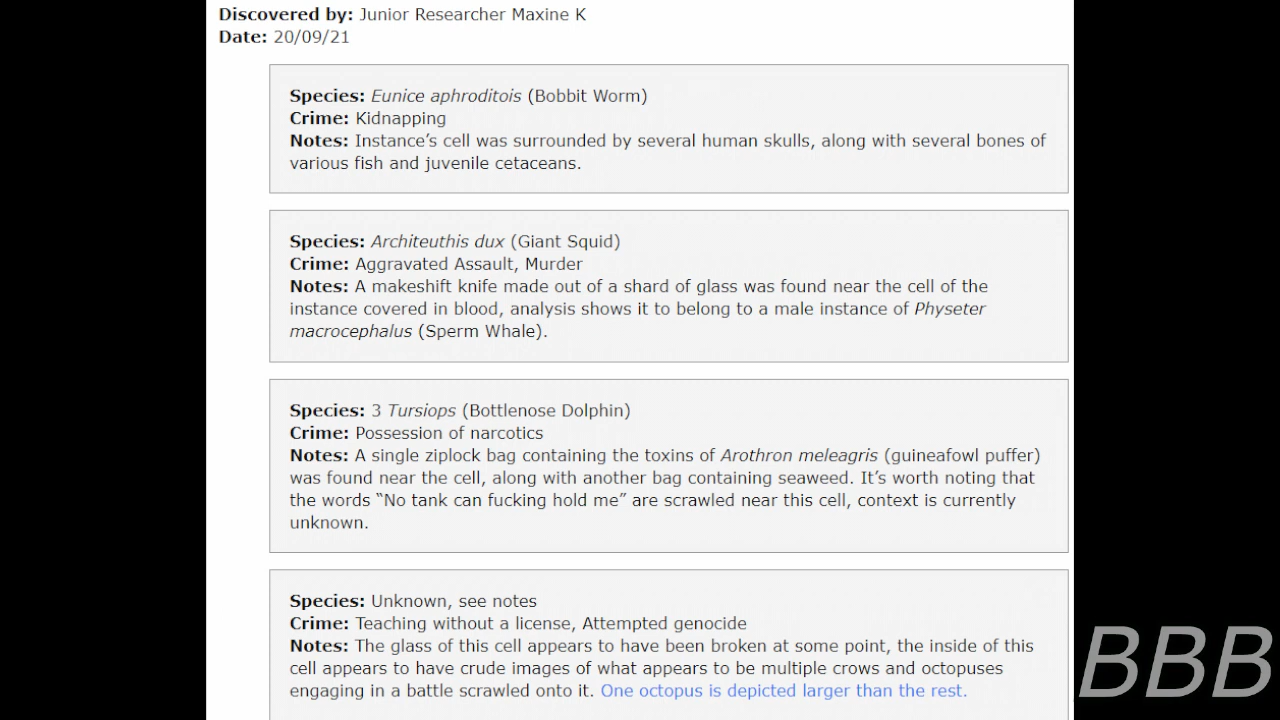 Discovered by: Junior Researcher Maxine K
Date: 20/09/21
Species: Eunice aphroditois (Bobbit Worm)
Crime: Kidnapping
Notes: Instance’s cell was surrounded by several human skulls, along with several bones of
various fish and juvenile cetaceans.
Species: Architeuthis dux (Giant Squid)
Crime: Aggravated Assault, Murder
Notes: A makeshift knife made out of a shard of glass was found near the cell of the
instance covered in blood, analysis shows it to belong to a male instance of Physeter
macrocephalus (Sperm Whale).
Species: 3 Tursiops (Bottlenose Dolphin)
Crime: Possession of narcotics
Notes: A single ziplock bag containing the toxins of Arothron meleagris (guineafowl puffer)
was found near the cell, along with another bag containing seaweed. It’s worth noting that
the words “No tank can fucking hold me” are scrawled near this cell, context is currently
unknown.
Species: Unknown, see notes
Crime: Teaching without a license, Attempted genocide
Notes: The glass of this cell appears to have been broken at some point, the inside of this
cell appears to have crude images of what appears to be multiple crows and octopuses
engaging in a battle scrawled onto it. One octopus is depicted larger than the rest.
BBB